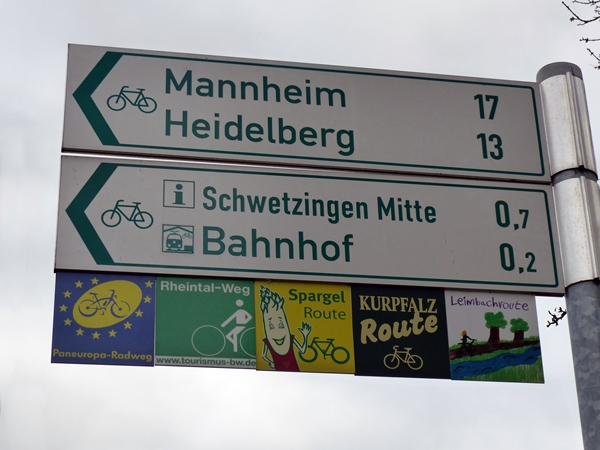 Mannheim 17
Heidelberg 13
i Schwetzingen Mitte 0,7
Bahnhof 0,2
Paneuropa-Radweg
Rheintal-Weg
www.tourismus-bw.de
Spargel
Route
KURPFALZ
Route
Leimbachroute